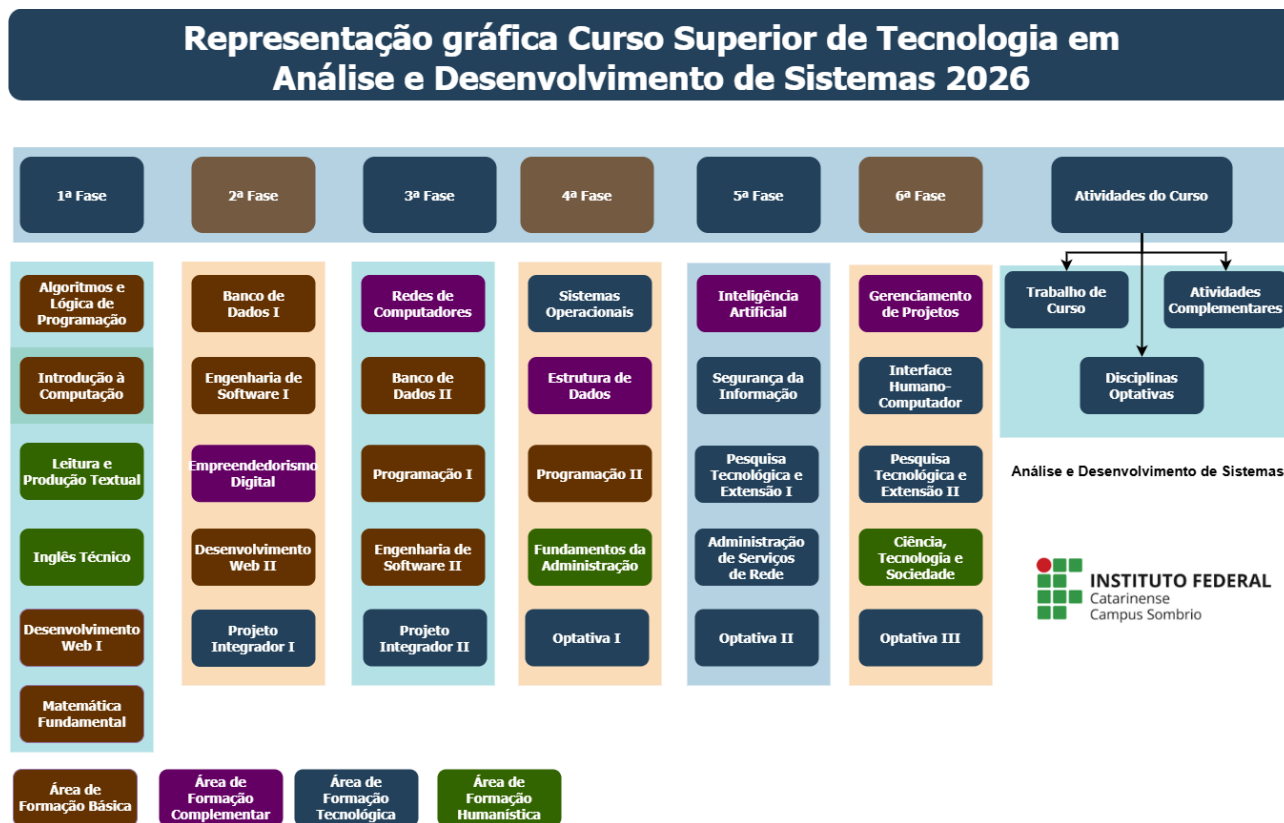 Representação gráfica Curso Superior de Tecnologia em
Análise e Desenvolvimento de Sistemas 2026
1ª Fase
2ª Fase
3ª Fase
4ª Fase
5ª Fase
6ª Fase
Atividades do Curso
Algoritmos e
Lógica de
Programação
Banco de
Dados I
Redes de
Computadores
Sistemas
Operacionais
Inteligência
Artificial
Gerenciamento
de Projetos
Trabalho de
Curso
Atividades
Complementares
Introdução à
Computação
Engenharia de
Software I
Banco de
Dados II
Estrutura de
Dados
Segurança da
Informação
Interface
Humano-
Computador
Disciplinas
Optativas
Leitura e
Produção Textual
Empreendedorismo
Digital
Programação I
Programação II
Pesquisa
Tecnológica e
Extensão I
Pesquisa
Tecnológica e
Extensão II
Análise e Desenvolvimento de Sistemas
Inglês Técnico
Desenvolvimento
Web II
Engenharia de
Software II
Fundamentos da
Administração
Administração
de Serviços
de Rede
Ciência,
Tecnologia e
Sociedade
INSTITUTO FEDERAL
Catarinense
Campus Sombrio
Desenvolvimento
Web I
Projeto
Integrador I
Projeto
Integrador II
Optativa I
Optativa II
Optativa III
Matemática
Fundamental
Área de
Formação Básica
Área de
Formação
Complementar
Área de
Formação
Tecnológica
Área de
Formação
Humanística